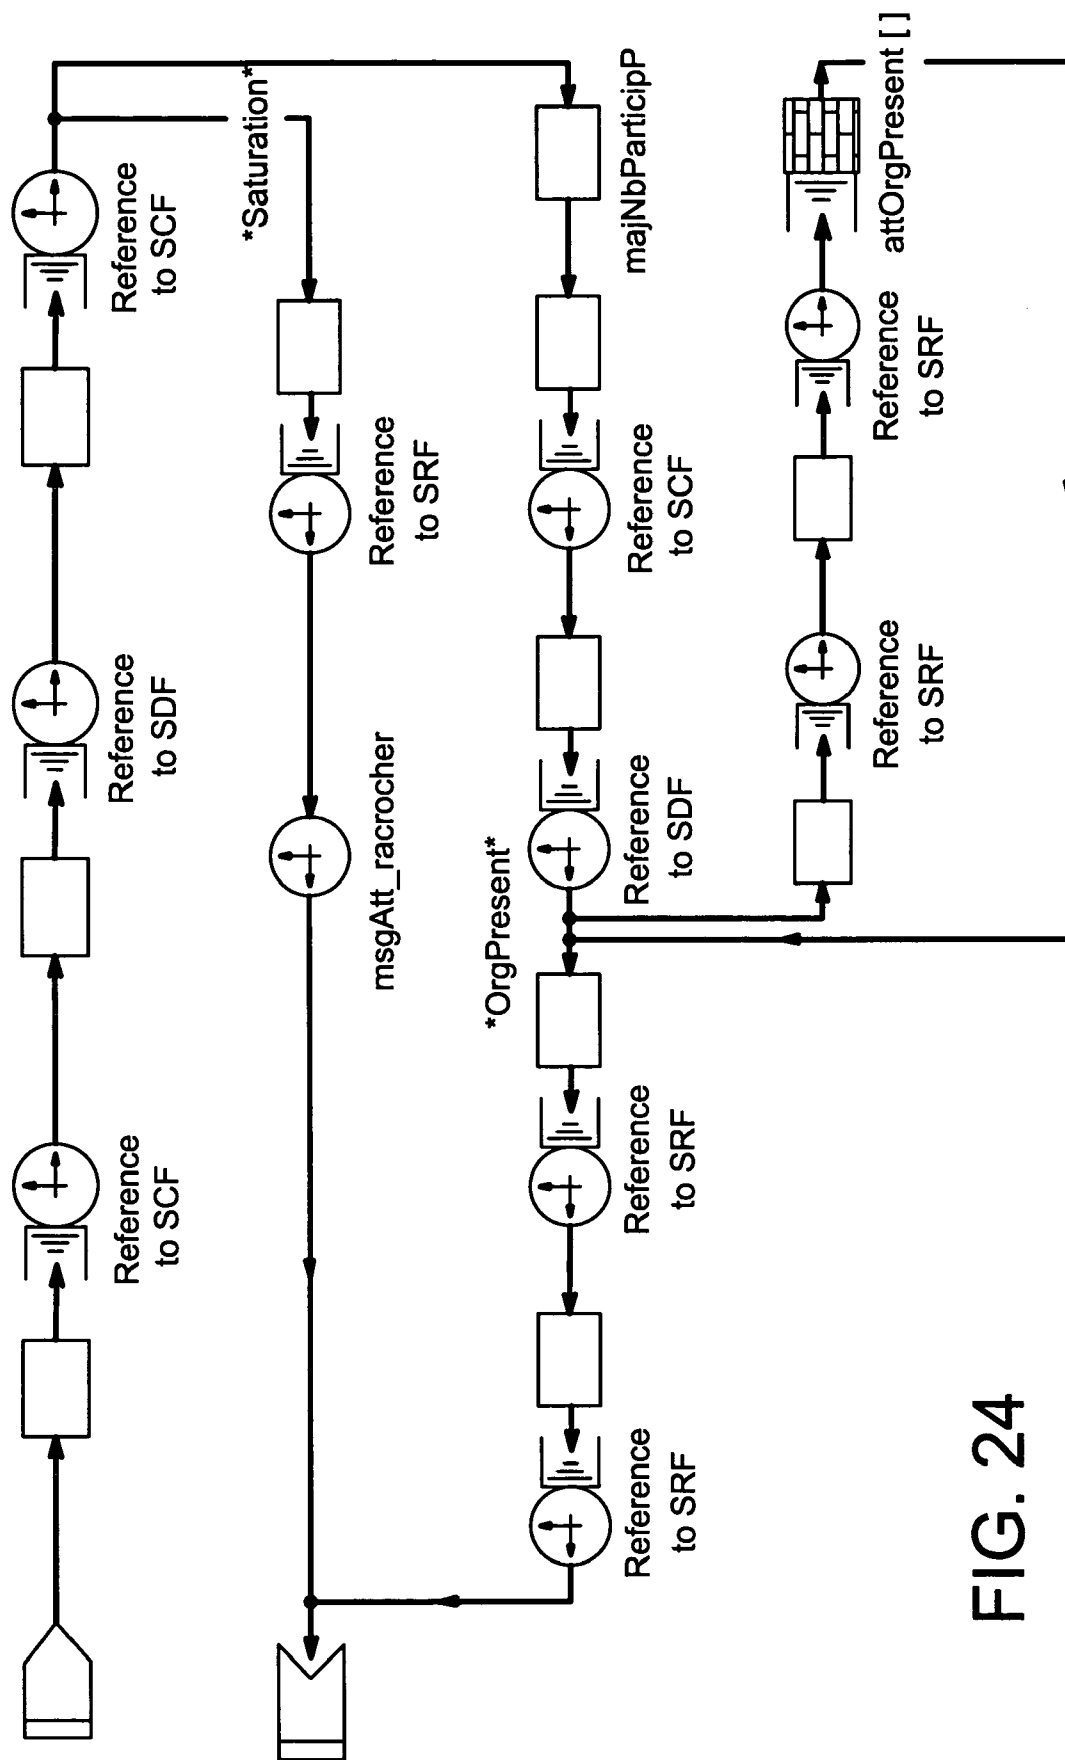 Reference
to SCF
Reference
to SDF
Reference
to SCF
*Saturation*
msgAtt_racrocher
Reference
to SRF
majNbParticipP
Reference
to SCF
Reference
to SDF
*OrgPresent*
Reference
to SRF
Reference
to SRF
Reference
to SRF
Reference
to SRF
attOrgPresent [ ]
FIG. 24